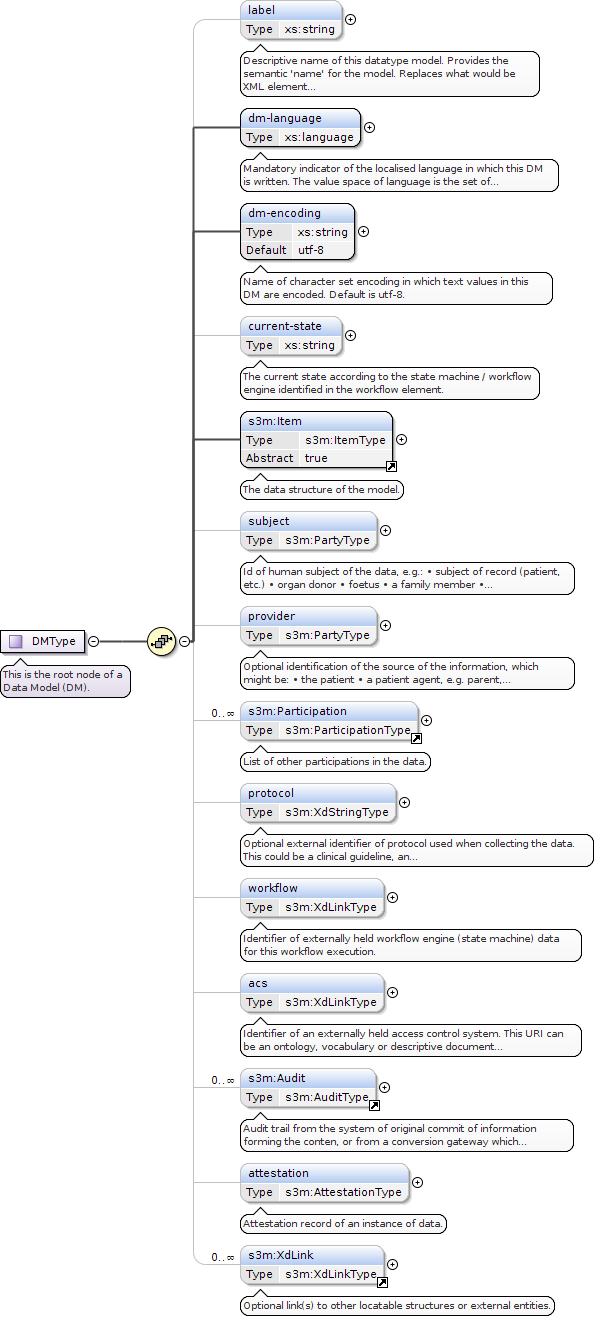 label
Type xs:string
Descriptive name of this datatype model. Provides the
semantic 'name' for the model. Replaces what would be
XML element...
dm-language
Type xs:language
Mandatory indicator of the localised language in which this DM
is written. The value space of language is the set of...
dm-encoding
Type xs:string
Default utf-8
Name of character set encoding in which text values in this
DM are encoded. Default is utf-8.
current-state
Type xs:string
The current state according to the state machine / workflow
engine identified in the workflow element.
s3m:Item
Type s3m:ItemType
Abstract true
The data structure of the model.
subject
Type s3m:PartyType
Id of human subject of the data, e.g.: • subject of record (patient,
etc.) • organ donor • foetus • a family member •...
provider
Type s3m:PartyType
DMType
This is the root node of a
Data Model (DM).
Optional identification of the source of the information, which
might be: • the patient • a patient agent, e.g. parent,...
0..∞
s3m:Participation
Type s3m:ParticipationType
List of other participations in the data.
protocol
Type s3m:XdStringType
Optional external identifier of protocol used when collecting the data.
This could be a clinical guideline, an...
workflow
Type s3m:XdLinkType
Identifier of externally held workflow engine (state machine) data
for this workflow execution.
acs
Type s3m:XdLinkType
Identifier of an externally held access control system. This URI can
be an ontology, vocabulary or descriptive document...
0..∞
s3m:Audit
Type s3m:AuditType
Audit trail from the system of original commit of information
forming the conten, or from a conversion gateway which...
attestation
Type s3m:AttestationType
Attestation record of an instance of data.
0..∞
s3m:XdLink
Type s3m:XdLinkType
Optional link(s) to other locatable structures or external entities.